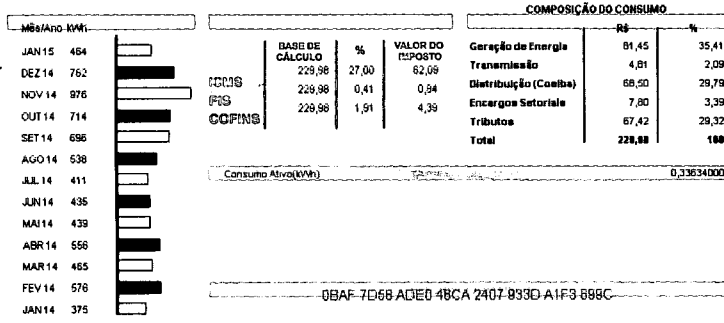 COMPOSIÇÃO DO CONSUMO
Mês/Ano kWh
R$ %
JAN 15 464
DEZ 14 762
NOV 14 976
OUT 14 714
SET 14 696
AGO 14 538
JUL 14 411
JUN 14 435
MAI 14 439
ABR 14 556
MAR 14 465
FEV 14 576
JAN 14 375
BASE DE CÁLCULO % VALOR DO IMPOSTO
ICMS 229,98 27,00 62,09
PIS 229,98 0,41 0,94
COFINS 229,98 1,91 4,39
Geração de Energia 81,45 35,41
Transmissão 4,81 2,09
Distribuição (Coelba) 68,50 29,79
Encargos Setoriais 7,80 3,39
Tributos 67,42 29,32
Total 229,98 100
Consumo Ativo(kWh) 0,33634000
0BAF 7D58 ADE0 48CA 2407 933D A1F3 698C